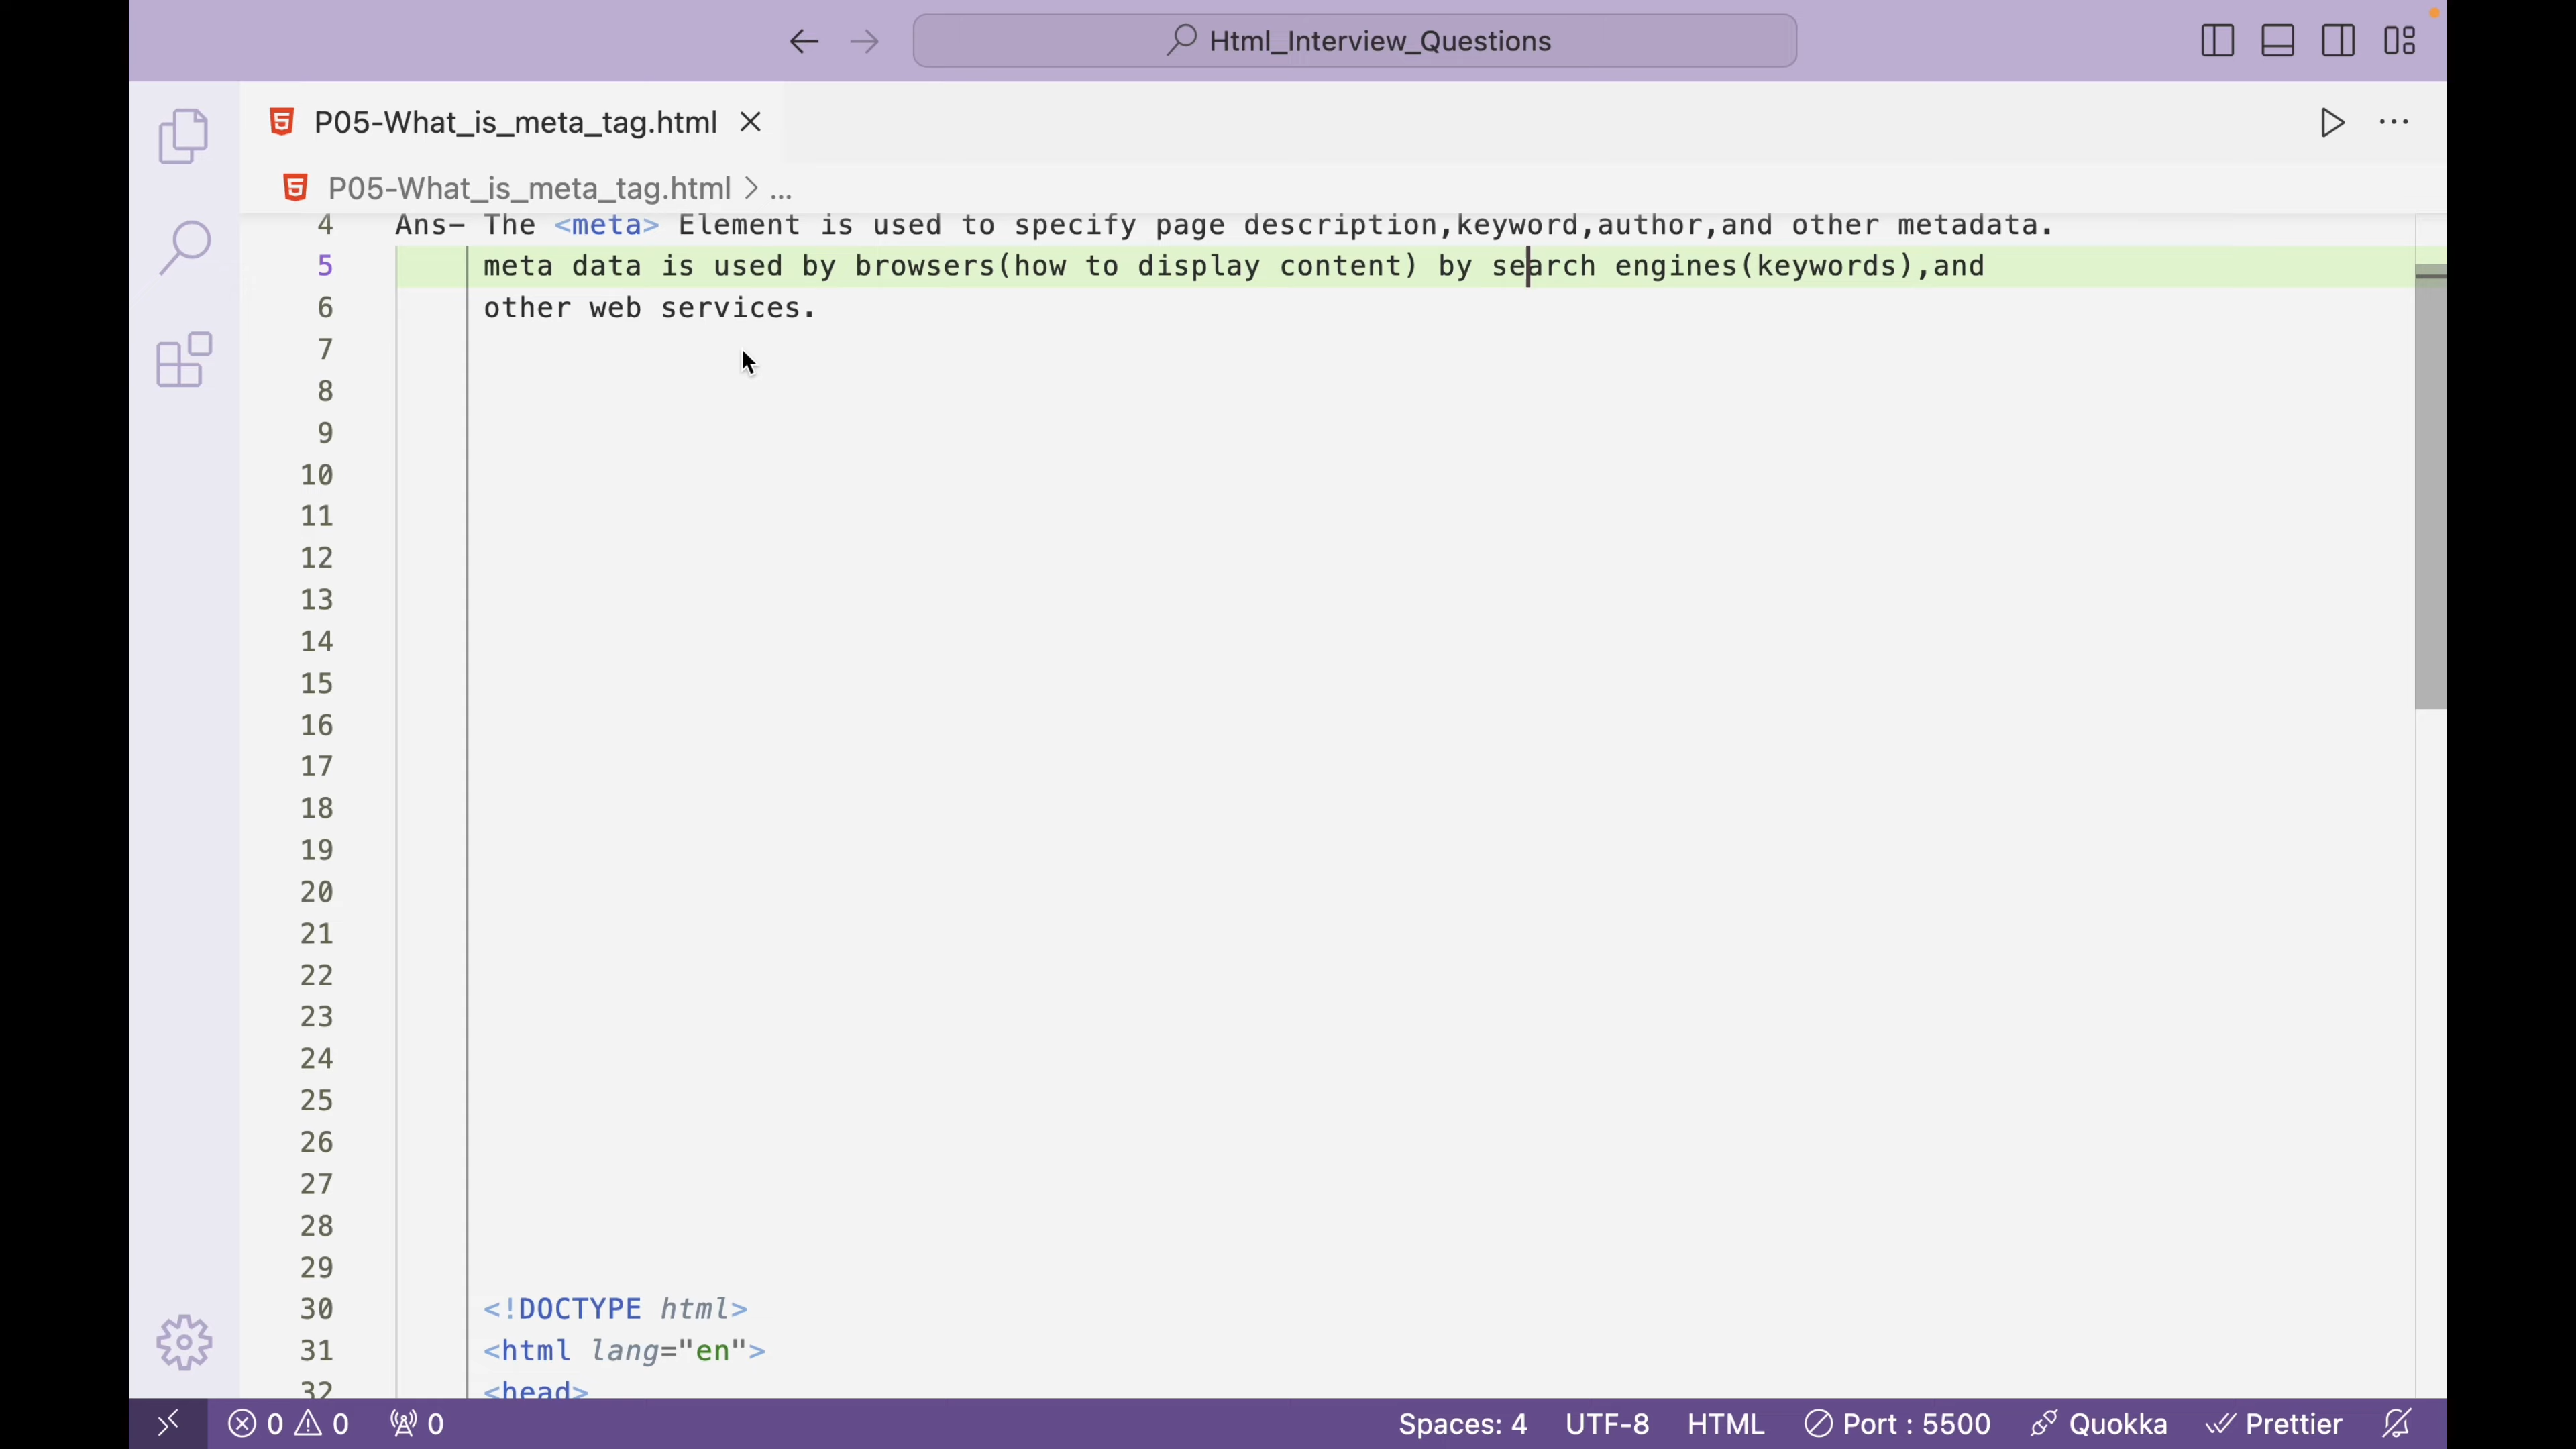 Html_Interview_Questions
P05-What_is_meta_tag.html
P05-What_is_meta_tag.html > ...
4 Ans- The <meta> Element is used to specify page description,keyword,author,and other metadata.
5 meta data is used by browsers(how to display content) by search engines(keywords),and
6 other web services.
7
8
9
10
11
12
13
14
15
16
17
18
19
20
21
22
23
24
25
26
27
28
29
30 <!DOCTYPE html>
31 <html lang="en">
32 <head>
0 0 0 Spaces: 4 UTF-8 HTML Port : 5500 Quokka Prettier